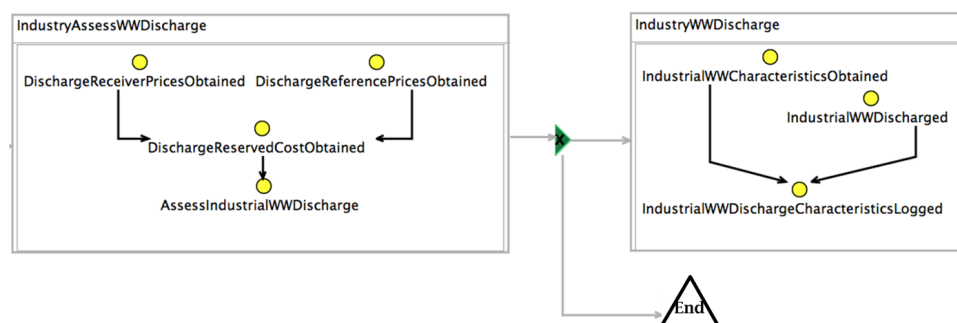 IndustryAssessWWDischarge
DischargeReceiverPricesObtained
DischargeReferencePricesObtained
DischargeReservedCostObtained
AssessIndustrialWWDischarge
X
IndustryWWDischarge
IndustrialWWCharacteristicsObtained
IndustrialWWDischarged
IndustrialWWDischargeCharacteristicsLogged
End